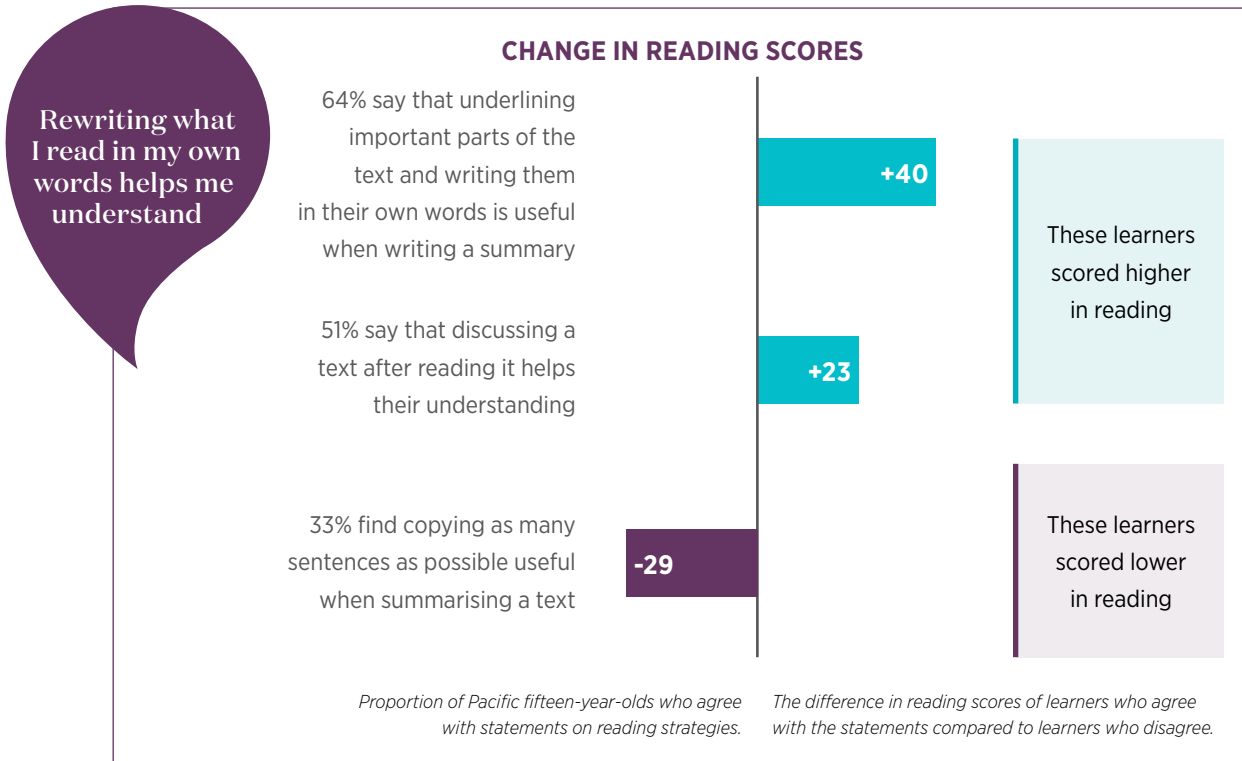 Rewriting what
I read in my own
words helps me
understand
CHANGE IN READING SCORES
64% say that underlining
important parts of the
text and writing them
in their own words is useful
when writing a summary
+40
51% say that discussing a
text after reading it helps
their understanding
+23
These learners
scored higher
in reading
33% find copying as many
sentences as possible useful
when summarising a text
-29
These learners
scored lower
in reading
Proportion of Pacific fifteen-year-olds who agree
with statements on reading strategies.
The difference in reading scores of learners who agree
with the statements compared to learners who disagree.